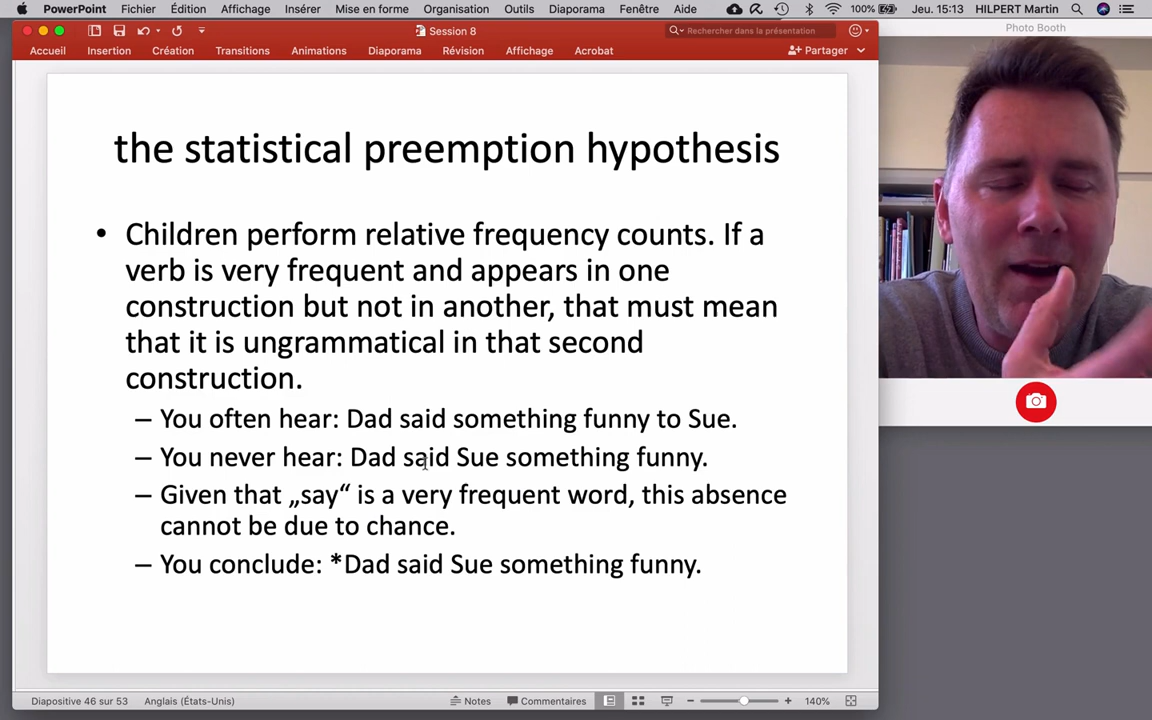 PowerPoint Fichier Édition Affichage Insérer Mise en forme Organisation Outils Diaporama Fenêtre Aide 100% Jeu. 15:13 HILPERT Martin
Session 8
Rechercher dans la présentation
Photo Booth
Accueil Insertion Création Transitions Animations Diaporama Révision Affichage Acrobat Partager
the statistical preemption hypothesis
• Children perform relative frequency counts. If a
verb is very frequent and appears in one
construction but not in another, that must mean
that it is ungrammatical in that second
construction.
– You often hear: Dad said something funny to Sue.
– You never hear: Dad said Sue something funny.
– Given that „say“ is a very frequent word, this absence
cannot be due to chance.
– You conclude: *Dad said Sue something funny.
Diapositive 46 sur 53 Anglais (États-Unis) Notes Commentaires 140%